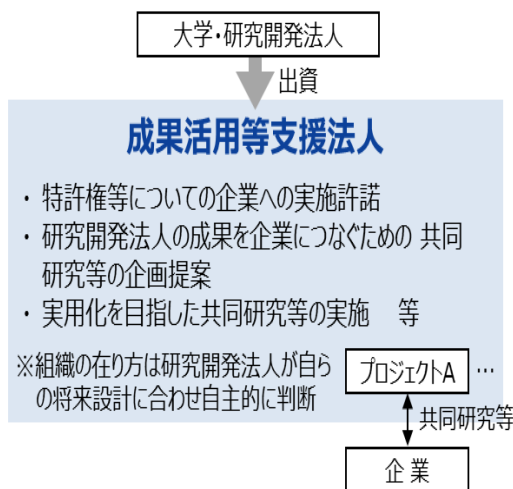 大学・研究開発法人
出資
成果活用等支援法人
・ 特許権等についての企業への実施許諾
・ 研究開発法人の成果を企業につなぐための 共同
研究等の企画提案
・ 実用化を目指した共同研究等の実施　等
※組織の在り方は研究開発法人が自ら
の将来設計に合わせ自主的に判断
プロジェクトA …
共同研究等
企 業